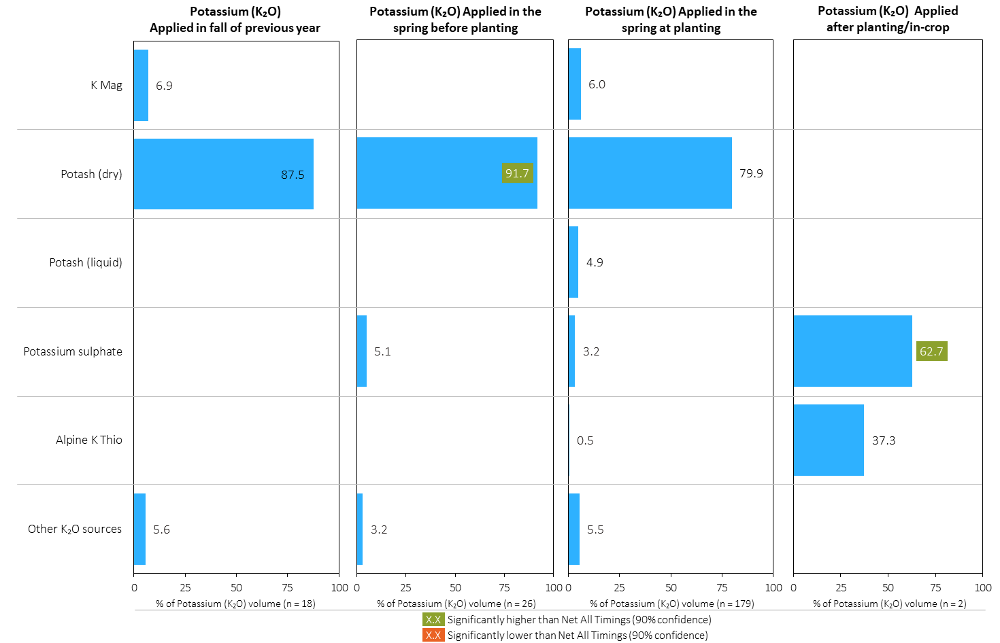 Potassium (K₂O)
Applied in fall of previous year
Potassium (K₂O) Applied in the
spring before planting
Potassium (K₂O) Applied in the
spring at planting
Potassium (K₂O) Applied
after planting/in-crop
K Mag
6.9
6.0
Potash (dry)
87.5
91.7
79.9
Potash (liquid)
4.9
Potassium sulphate
5.1
3.2
62.7
Alpine K Thio
0.5
37.3
Other K₂O sources
5.6
3.2
5.5
0 25 50 75 100
0 25 50 75 100
0 25 50 75 100
0 25 50 75 100
% of Potassium (K₂O) volume (n = 18)
% of Potassium (K₂O) volume (n = 26)
% of Potassium (K₂O) volume (n = 179)
% of Potassium (K₂O) volume (n = 2)
X.X Significantly higher than Net All Timings (90% confidence)
X.X Significantly lower than Net All Timings (90% confidence)